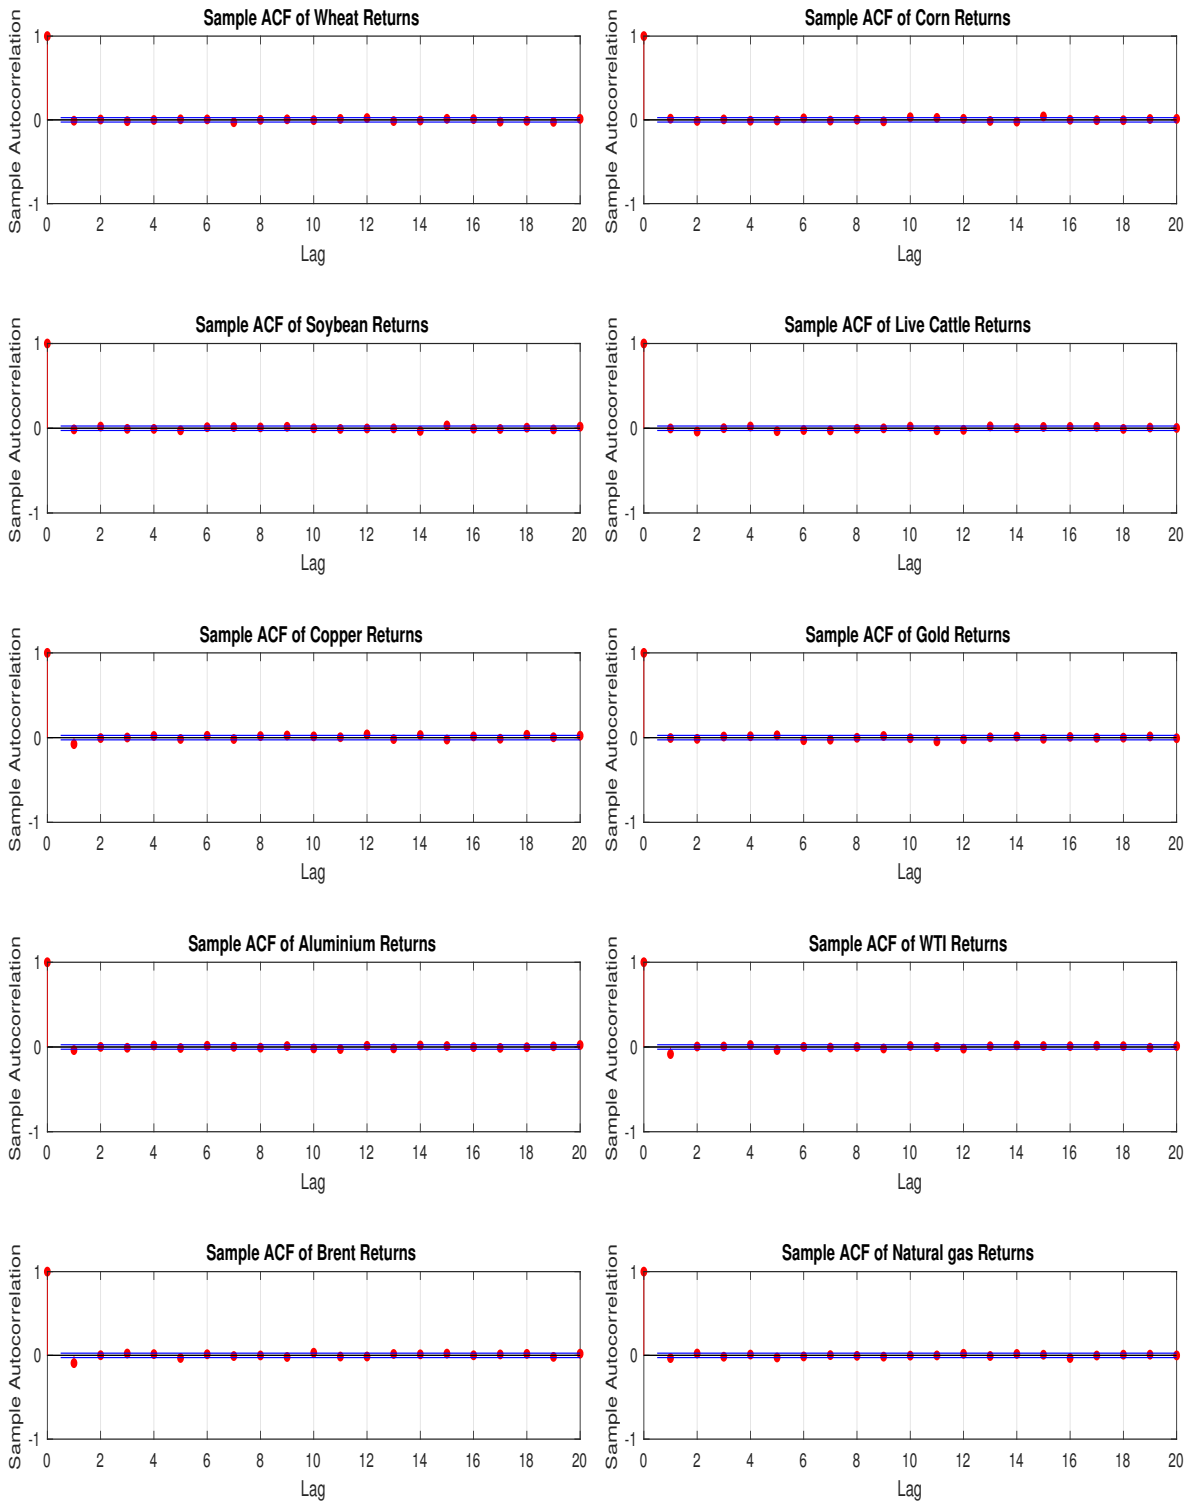 Sample ACF of Wheat Returns
Sample Autocorrelation
1
0
-1
0 2 4 6 8 10 12 14 16 18 20
Lag
Sample ACF of Corn Returns
Sample Autocorrelation
1
0
-1
0 2 4 6 8 10 12 14 16 18 20
Lag
Sample ACF of Soybean Returns
Sample Autocorrelation
1
0
-1
0 2 4 6 8 10 12 14 16 18 20
Lag
Sample ACF of Live Cattle Returns
Sample Autocorrelation
1
0
-1
0 2 4 6 8 10 12 14 16 18 20
Lag
Sample ACF of Copper Returns
Sample Autocorrelation
1
0
-1
0 2 4 6 8 10 12 14 16 18 20
Lag
Sample ACF of Gold Returns
Sample Autocorrelation
1
0
-1
0 2 4 6 8 10 12 14 16 18 20
Lag
Sample ACF of Aluminium Returns
Sample Autocorrelation
1
0
-1
0 2 4 6 8 10 12 14 16 18 20
Lag
Sample ACF of WTI Returns
Sample Autocorrelation
1
0
-1
0 2 4 6 8 10 12 14 16 18 20
Lag
Sample ACF of Brent Returns
Sample Autocorrelation
1
0
-1
0 2 4 6 8 10 12 14 16 18 20
Lag
Sample ACF of Natural gas Returns
Sample Autocorrelation
1
0
-1
0 2 4 6 8 10 12 14 16 18 20
Lag